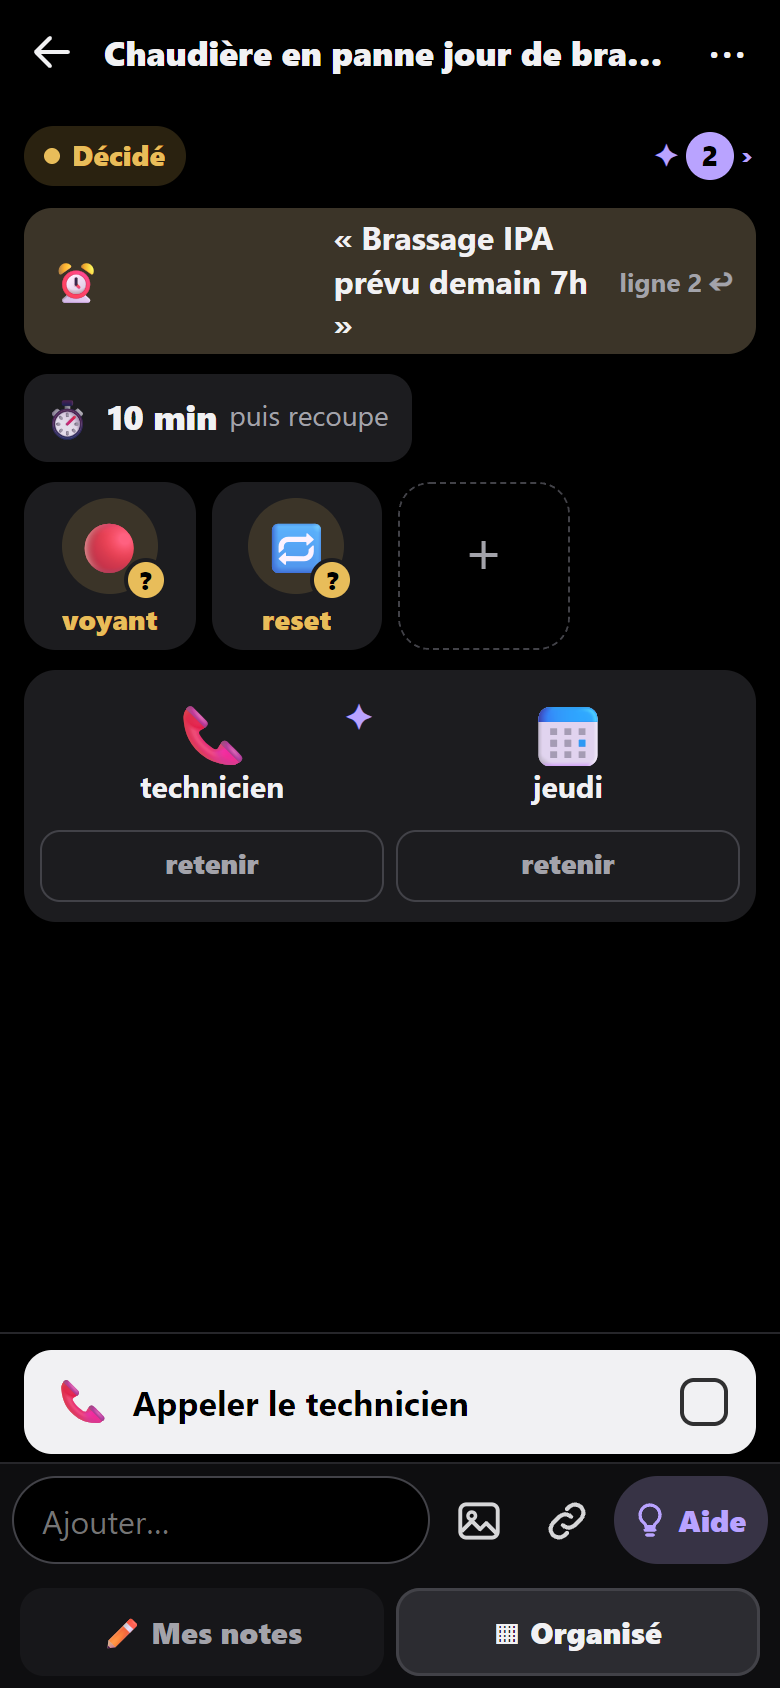 Chaudière en panne jour de bra...
Décidé
2
« Brassage IPA
prévu demain 7h
»
ligne 2
10 min puis recoupe
?
?
voyant
reset
+
technicien
jeudi
retenir
retenir
Appeler le technicien
Ajouter...
Aide
Mes notes
Organisé